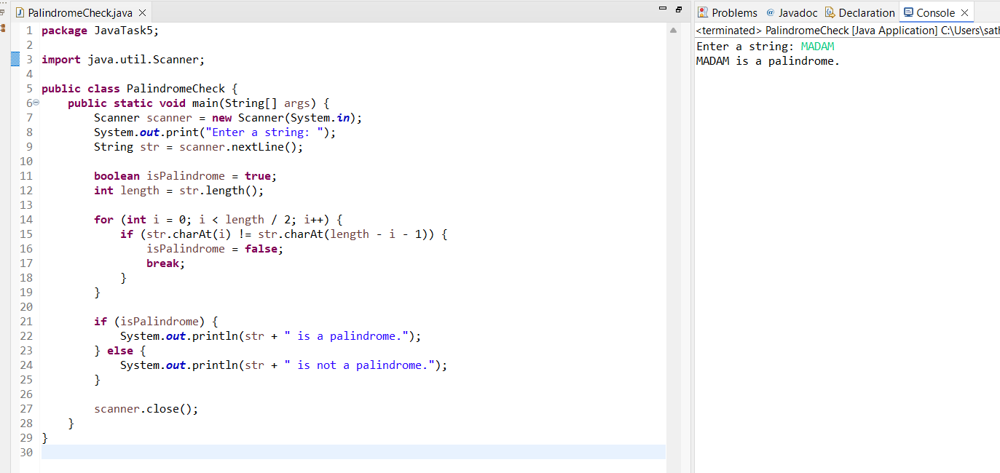 PalindromeCheck.java
1 package JavaTask5;
2
3 import java.util.Scanner;
4
5 public class PalindromeCheck {
6     public static void main(String[] args) {
7         Scanner scanner = new Scanner(System.in);
8         System.out.print("Enter a string: ");
9         String str = scanner.nextLine();
10
11         boolean isPalindrome = true;
12         int length = str.length();
13
14         for (int i = 0; i < length / 2; i++) {
15             if (str.charAt(i) != str.charAt(length - i - 1)) {
16                 isPalindrome = false;
17                 break;
18             }
19         }
20
21         if (isPalindrome) {
22             System.out.println(str + " is a palindrome.");
23         } else {
24             System.out.println(str + " is not a palindrome.");
25         }
26
27         scanner.close();
28     }
29 }
30
Problems @ Javadoc Declaration Console
<terminated> PalindromeCheck [Java Application] C:\Users\sath
Enter a string: MADAM
MADAM is a palindrome.